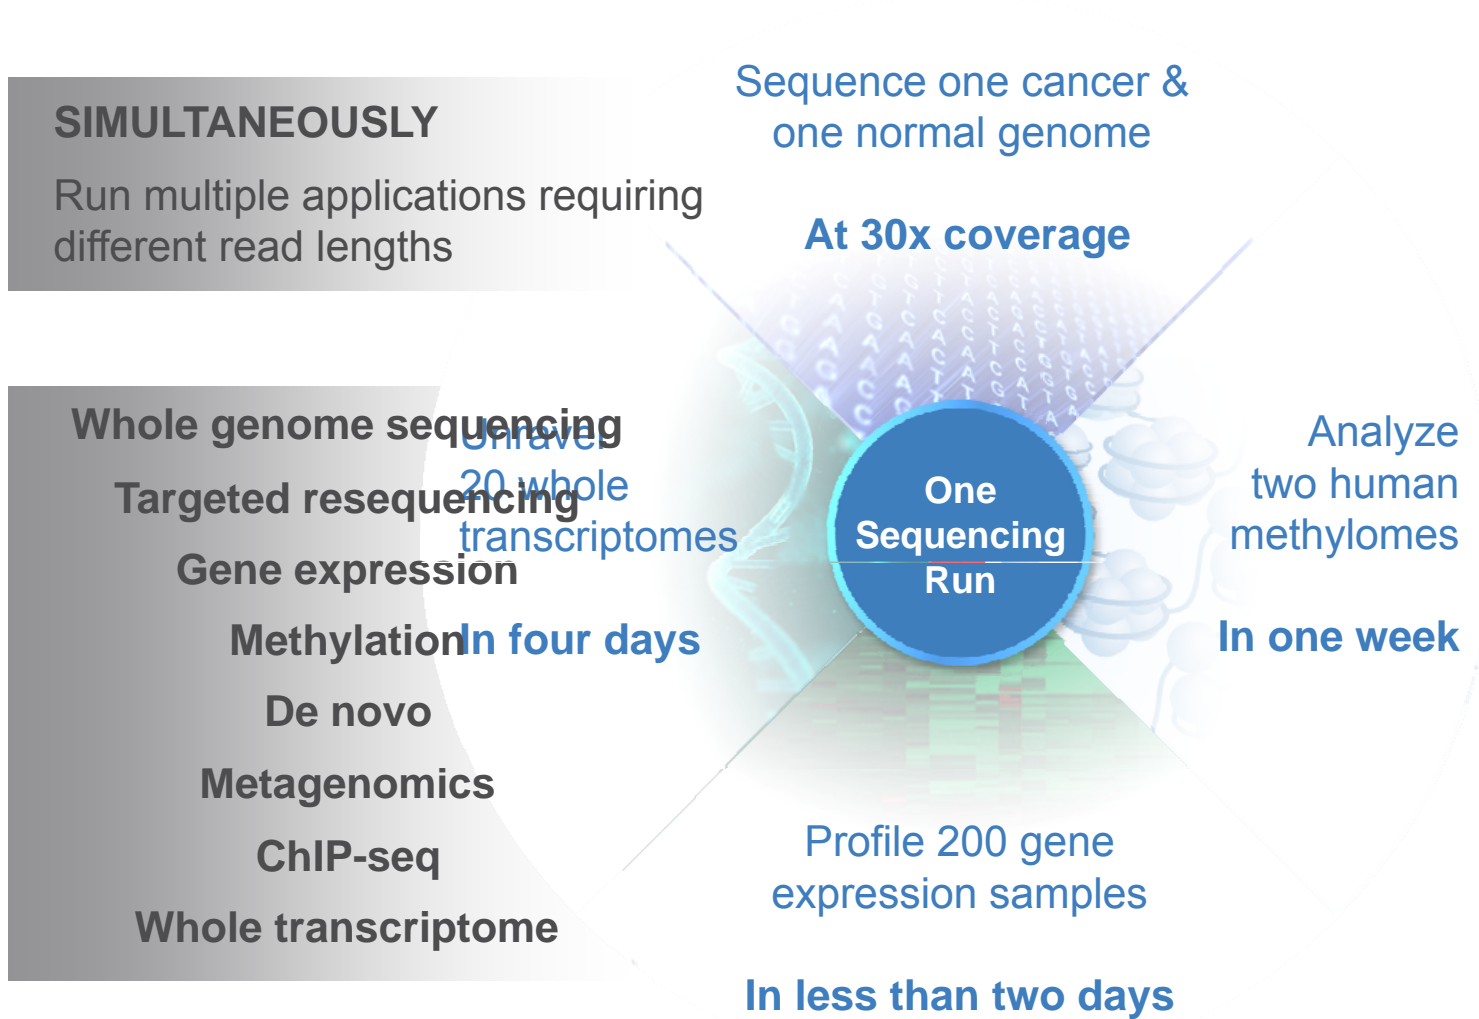 SIMULTANEOUSLY
Run multiple applications requiring
different read lengths
Sequence one cancer &
one normal genome
At 30x coverage
Whole genome sequencing
Targeted resequencing
Gene expression
Methylation
De novo
Metagenomics
ChIP-seq
Whole transcriptome
Unravel
20 whole
transcriptomes
In four days
One
Sequencing
Run
Analyze
two human
methylomes
In one week
Profile 200 gene
expression samples
In less than two days